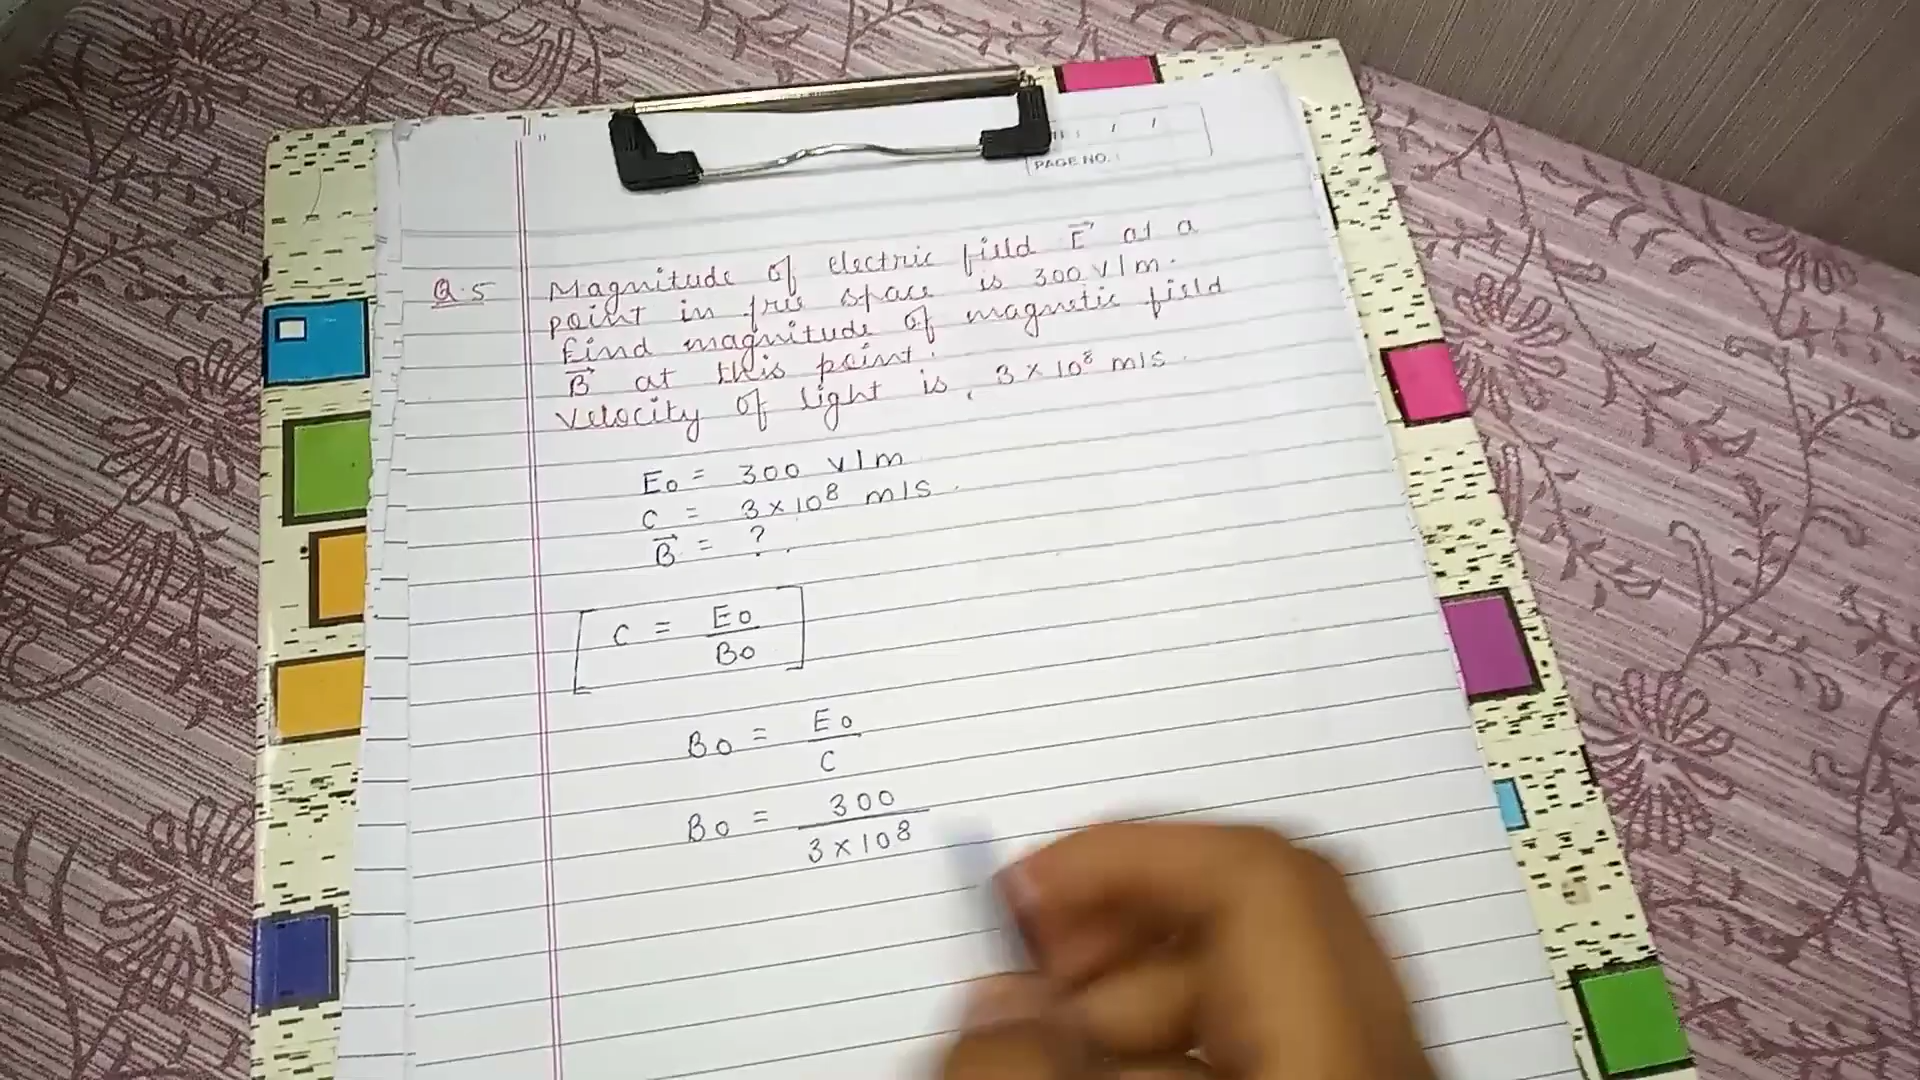 PAGE NO.
Q.5 Magnitude of electric field E⃗ at a
point in free space is 300 v/m.
Find magnitude of magnetic field
B⃗ at this point.
Velocity of light is, 3 × 10⁸ m/s.
E₀ = 300 v/m
C = 3 × 10⁸ m/s.
B⃗ = ?
C = E₀/B₀
B₀ = E₀/C
B₀ = 300/3 × 10⁸